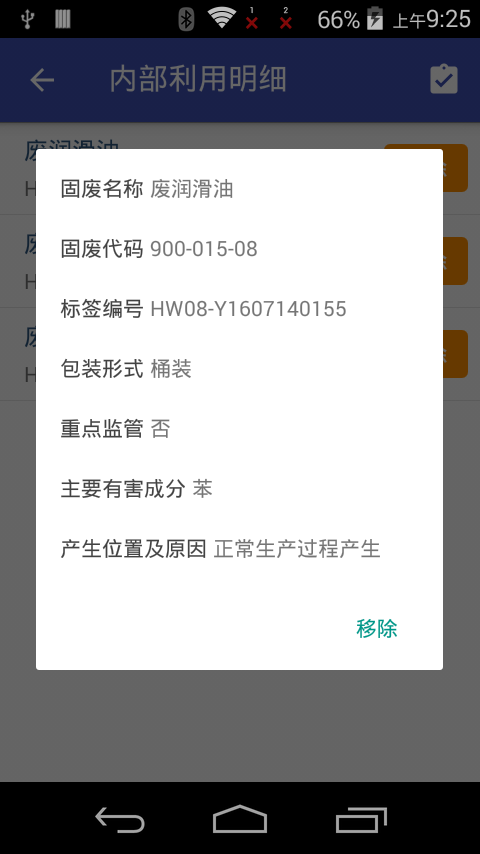 1
2
66%
上午9:25
内部利用明细
废润滑油
固废名称 废润滑油
固废代码 900-015-08
标签编号 HW08-Y1607140155
包装形式 桶装
重点监管 否
主要有害成分 苯
产生位置及原因 正常生产过程产生
移除